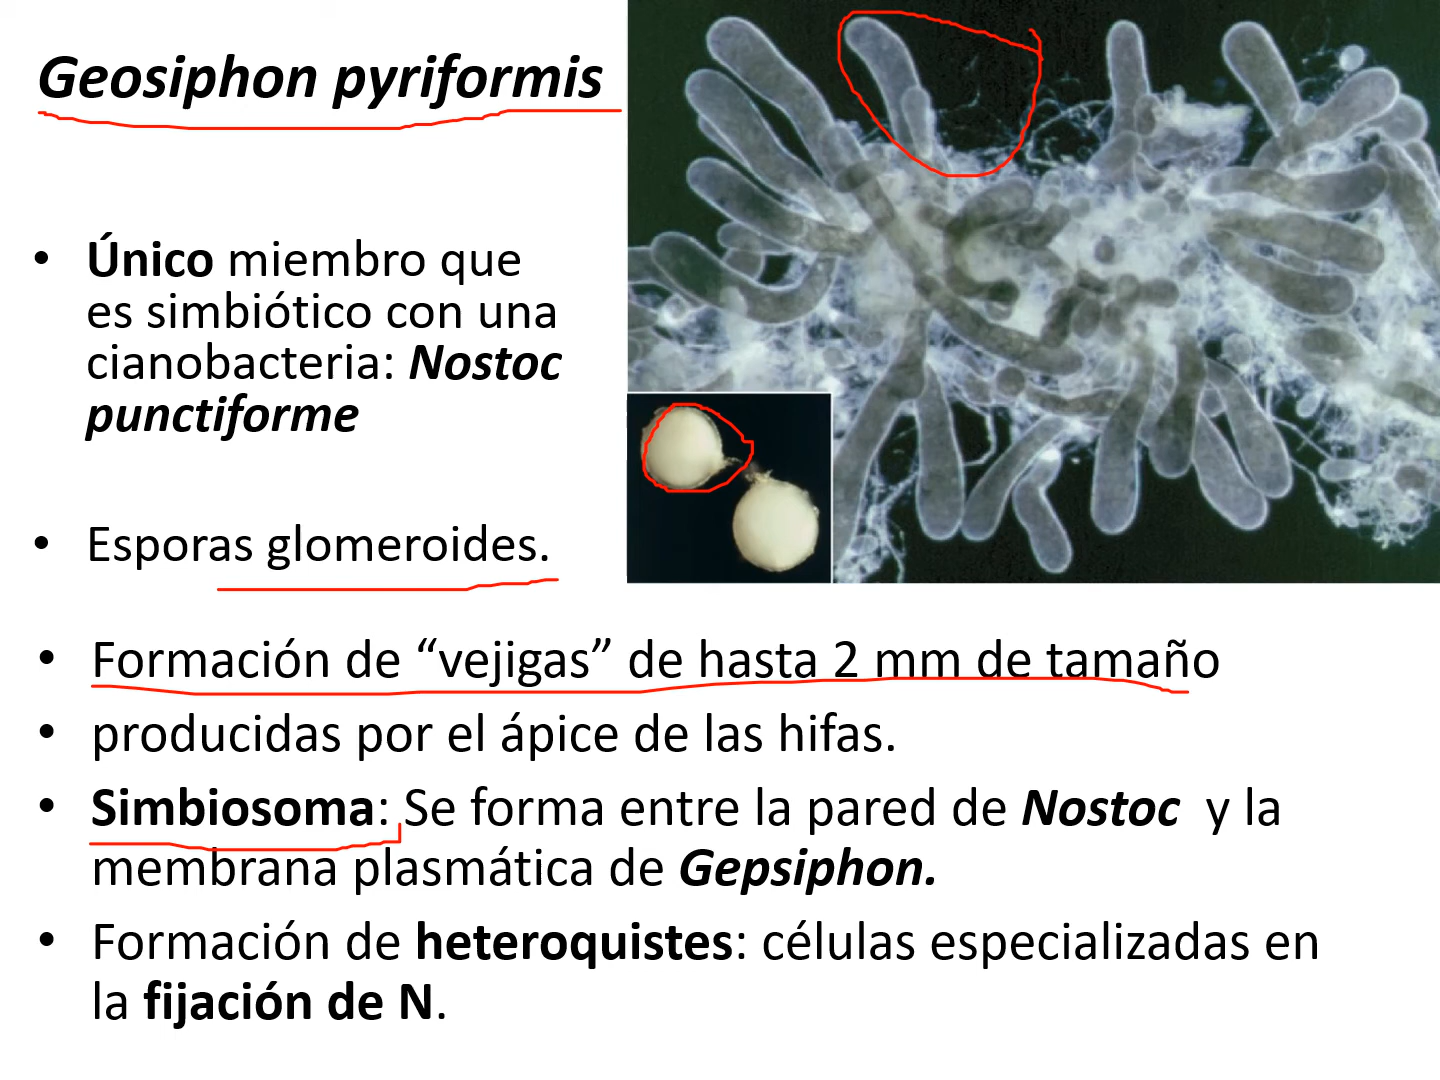 Geosiphon pyriformis
• Único miembro que
es simbiótico con una
cianobacteria: Nostoc
punctiforme
• Esporas glomeroides.
• Formación de “vejigas” de hasta 2 mm de tamaño
• producidas por el ápice de las hifas.
• Simbiosoma: Se forma entre la pared de Nostoc y la
membrana plasmática de Gepsiphon.
• Formación de heteroquistes: células especializadas en
la fijación de N.